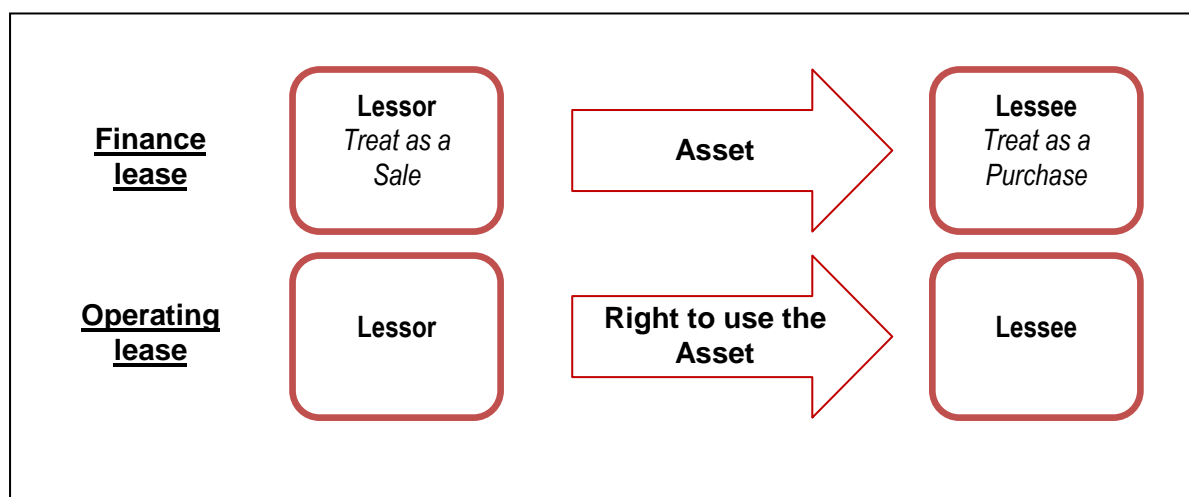 Finance
lease
Lessor
Treat as a
Sale
Asset
Lessee
Treat as a
Purchase
Operating
lease
Lessor
Right to use the
Asset
Lessee